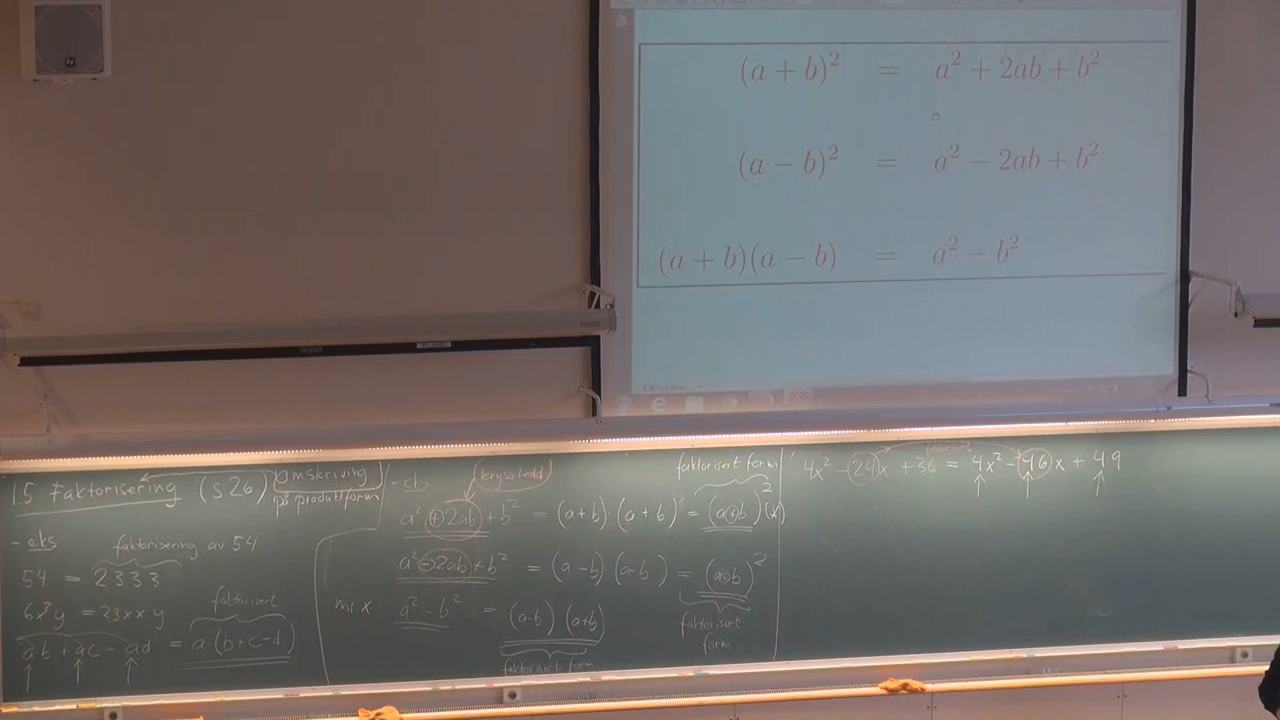 (a + b)² = a² + 2ab + b²
(a − b)² = a² − 2ab + b²
(a + b)(a − b) = a² − b²
1.5 Faktorisering (s 26)
Omskrivning
på produktform
- eks
faktorisering av 54
54 = 2 3 3 3
6x²y = 2 3 x x y
faktorisert
ab + ac − ad = a·(b+c−d)
- eks:
kryssledd
faktorisert form
a² + 2ab + b² = (a+b)·(a+b) = (a+b)²
a² − 2ab + b² = (a−b)·(a−b) = (a−b)²
mix: a² − b² = (a−b)(a+b)
faktorisert form
faktorisert
form
4x² − 24x + 36 = 4x² − 4·6x + 4·9